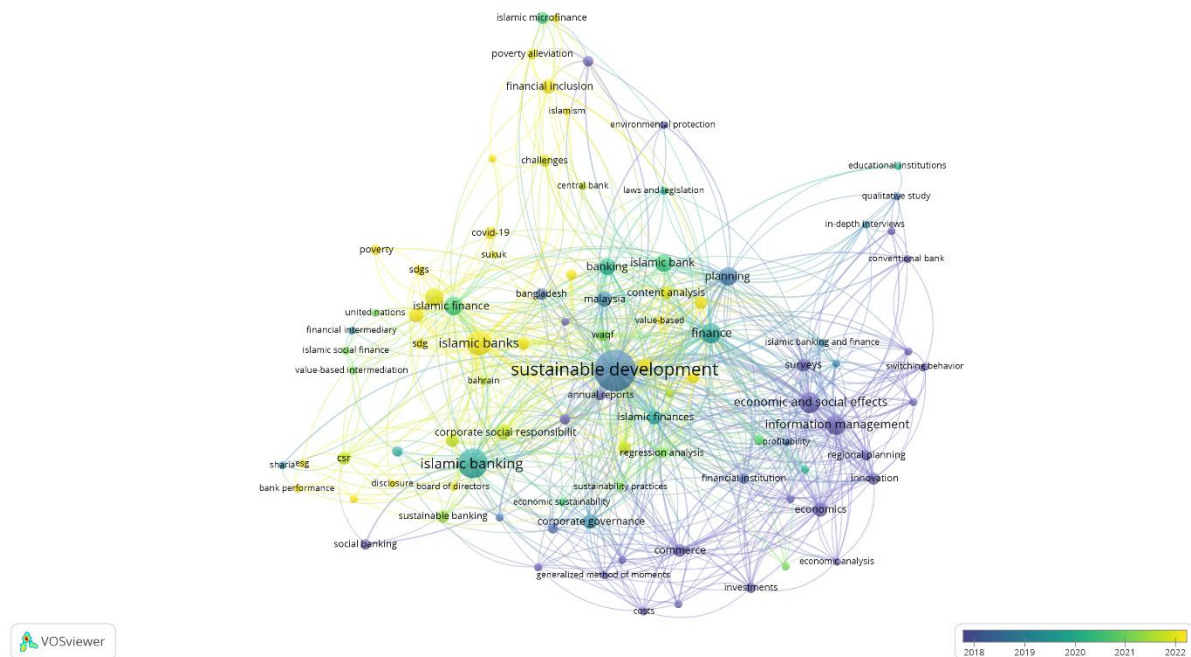 islamic microfinance
poverty alleviation
financial inclusion
islamism
environmental protection
challenges
educational institutions
central bank
laws and legislation
qualitative study
in-depth interviews
covid-19
poverty
sukuk
conventional bank
sdgs
banking
islamic bank
planning
bangladesh
malaysia
content analysis
islamic finance
united nations
value-based
financial intermediary
waqf
finance
sdg
islamic banks
islamic banking and finance
islamic social finance
surveys
switching behavior
value-based intermediation
bahrain
sustainable development
annual reports
economic and social effects
islamic finances
information management
corporate social responsibilit
profitability
regression analysis
regional planning
sharia
esg
csr
islamic banking
financial institution
innovation
bank performance
disclosure
board of directors
sustainability practices
economic sustainability
sustainable banking
corporate governance
economics
social banking
commerce
economic analysis
generalized method of moments
investments
costs
VOSviewer
2018 2019 2020 2021 2022